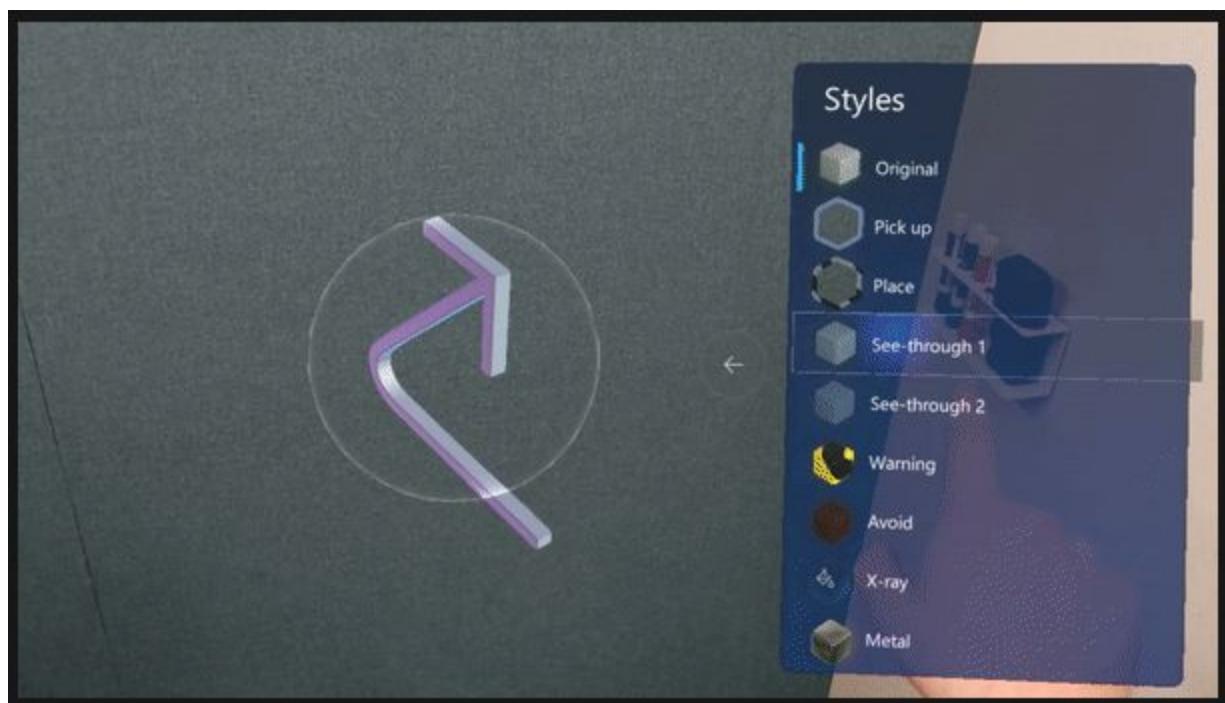 Styles
Original
Pick up
Place
See-through 1
See-through 2
Warning
Avoid
X-ray
Metal